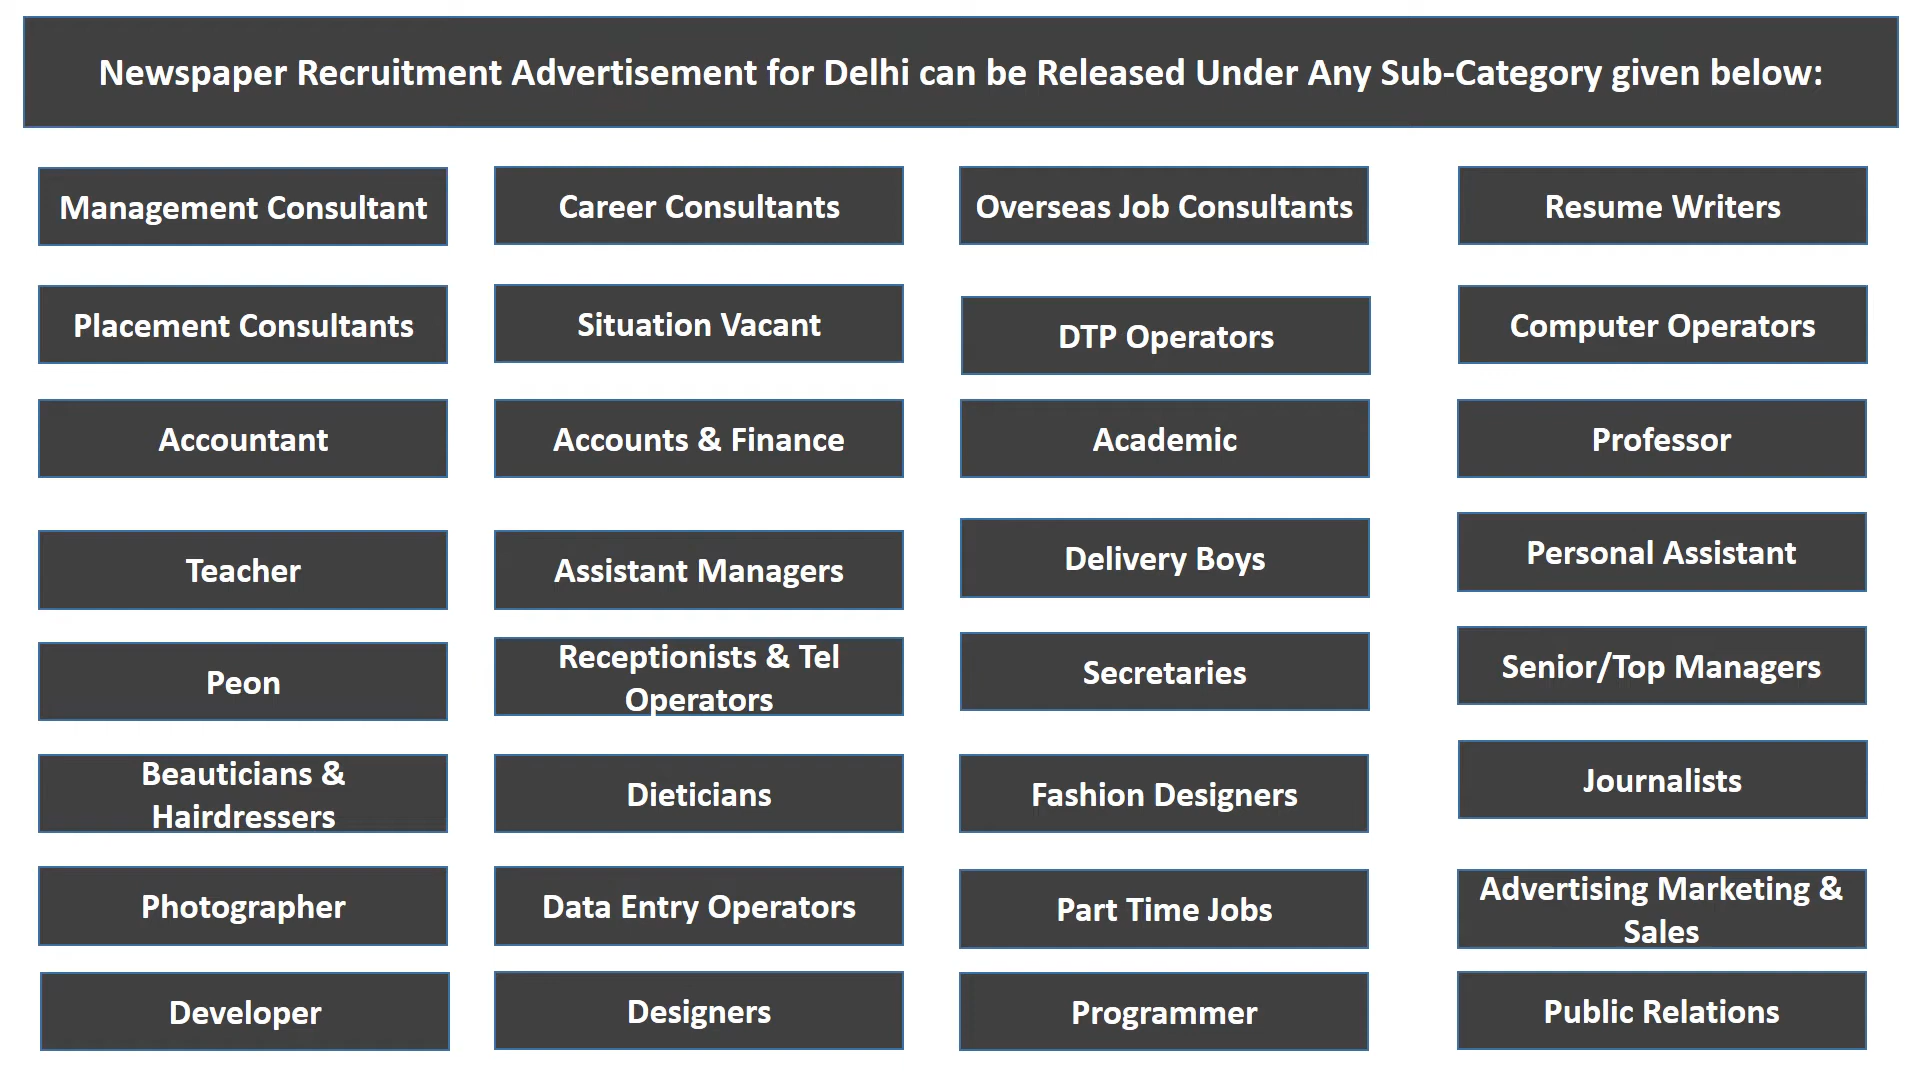 Newspaper Recruitment Advertisement for Delhi can be Released Under Any Sub-Category given below:
Management Consultant
Career Consultants
Overseas Job Consultants
Resume Writers
Placement Consultants
Situation Vacant
DTP Operators
Computer Operators
Accountant
Accounts & Finance
Academic
Professor
Teacher
Assistant Managers
Delivery Boys
Personal Assistant
Peon
Receptionists & Tel
Operators
Secretaries
Senior/Top Managers
Beauticians &
Hairdressers
Dieticians
Fashion Designers
Journalists
Photographer
Data Entry Operators
Part Time Jobs
Advertising Marketing &
Sales
Developer
Designers
Programmer
Public Relations